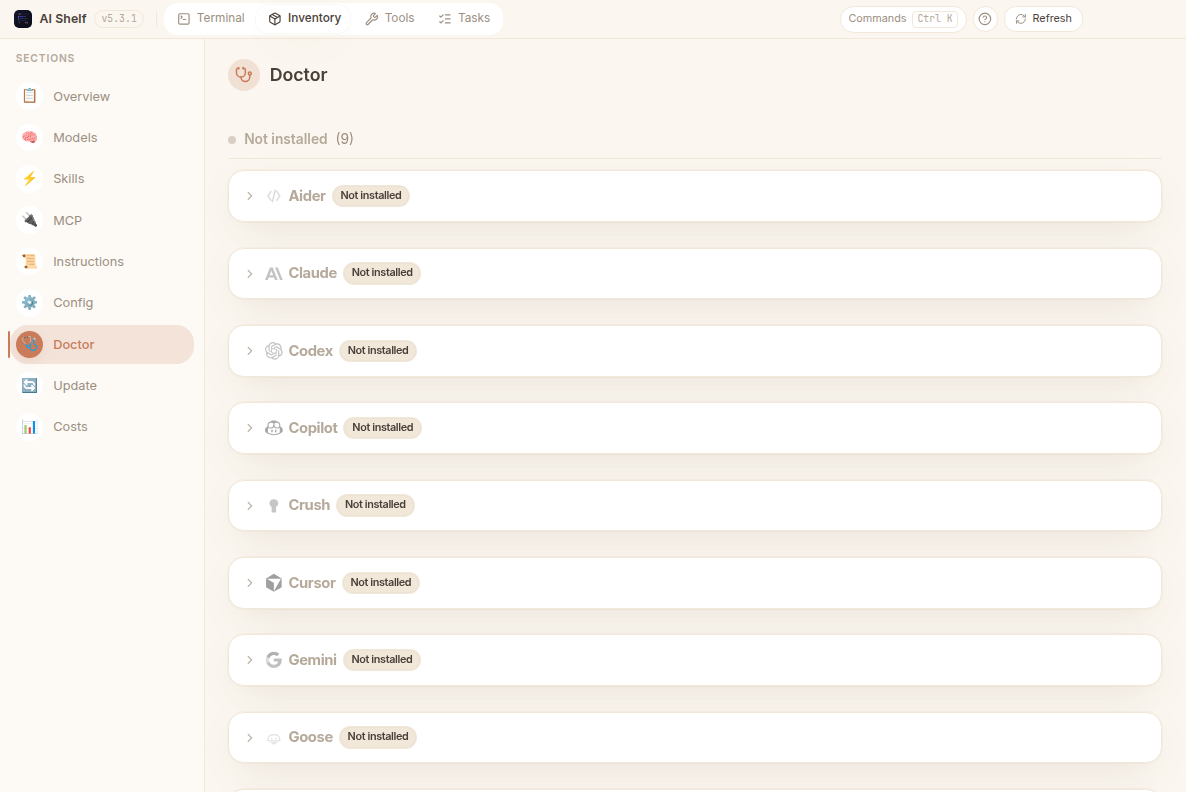 AI Shelf v5.3.1 Terminal Inventory Tools Tasks Commands Ctrl K Refresh
SECTIONS
Overview
Models
Skills
MCP
Instructions
Config
Doctor
Update
Costs
Doctor
Not installed (9)
Aider Not installed
Claude Not installed
Codex Not installed
Copilot Not installed
Crush Not installed
Cursor Not installed
Gemini Not installed
Goose Not installed